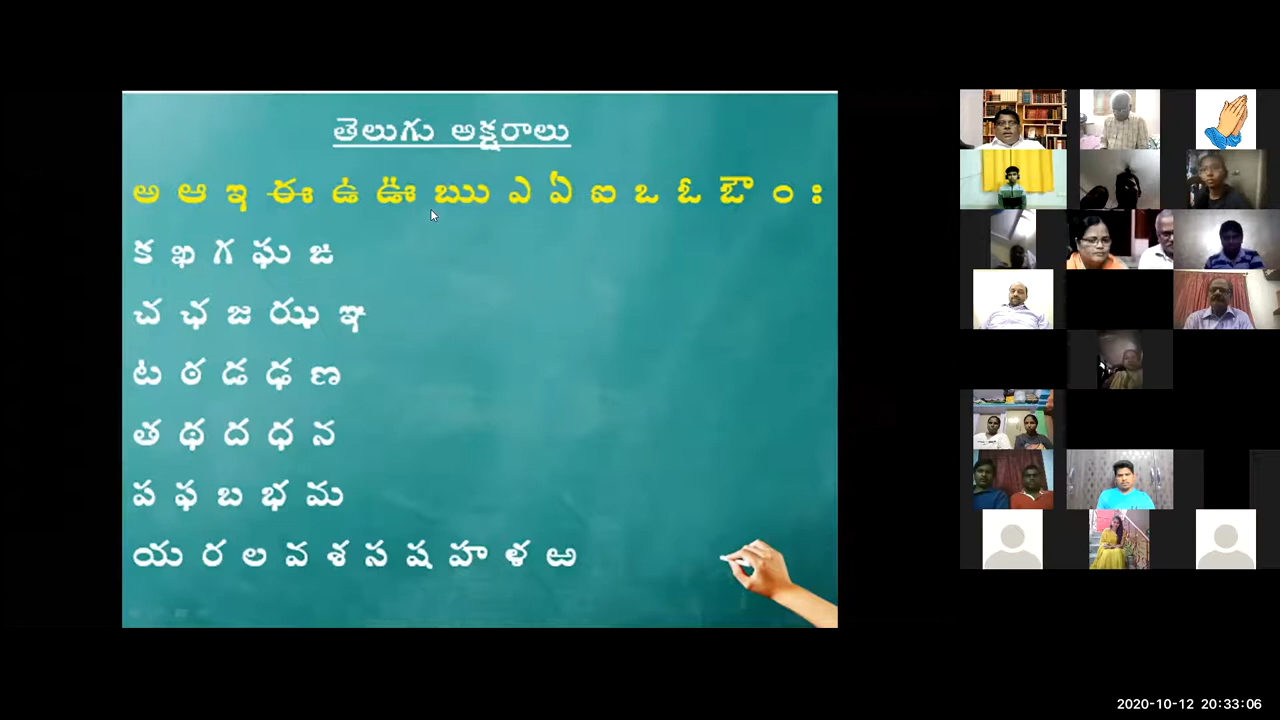 తెలుగు అక్షరాలు
అ ఆ ఇ ఈ ఉ ఊ ఋ ఎ ఏ ఐ ఒ ఓ ఔ ం ః
క ఖ గ ఘ ఙ
చ ఛ జ ఝ ఞ
ట ఠ డ ఢ ణ
త థ ద ధ న
ప ఫ బ భ మ
య ర ల వ శ స ష హ ళ ఱ
2020-10-12 20:33:06